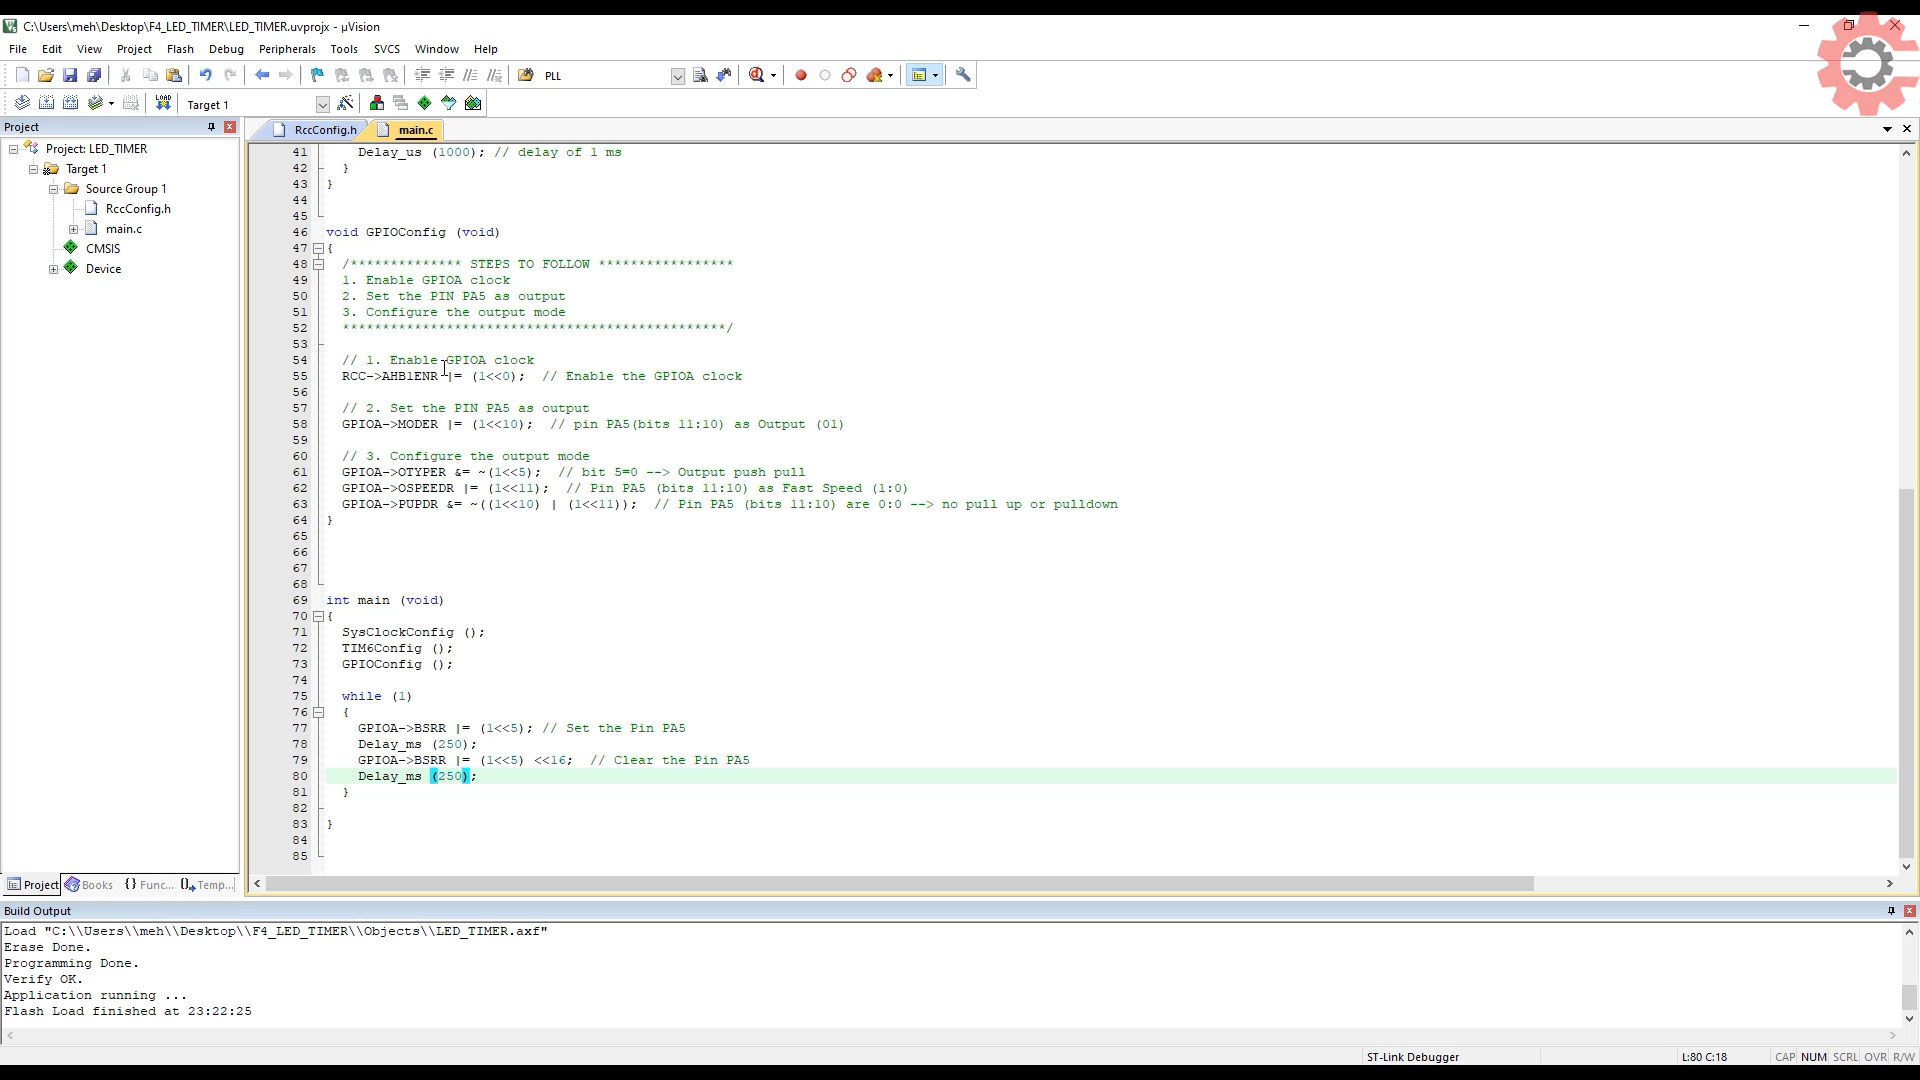 C:\Users\meh\Desktop\F4_LED_TIMER\LED_TIMER.uvprojx - µVision
File Edit View Project Flash Debug Peripherals Tools SVCS Window Help
PLL
LOAD Target 1
Project
RccConfig.h main.c
Project: LED_TIMER
Target 1
Source Group 1
RccConfig.h
main.c
CMSIS
Device
41 Delay_us (1000); // delay of 1 ms
42 }
43 }
44
45
46 void GPIOConfig (void)
47 {
48 /************** STEPS TO FOLLOW *****************
49 1. Enable GPIOA clock
50 2. Set the PIN PA5 as output
51 3. Configure the output mode
52 ************************************************/
53
54 // 1. Enable GPIOA clock
55 RCC->AHB1ENR |= (1<<0); // Enable the GPIOA clock
56
57 // 2. Set the PIN PA5 as output
58 GPIOA->MODER |= (1<<10); // pin PA5(bits 11:10) as Output (01)
59
60 // 3. Configure the output mode
61 GPIOA->OTYPER &= ~(1<<5); // bit 5=0 --> Output push pull
62 GPIOA->OSPEEDR |= (1<<11); // Pin PA5 (bits 11:10) as Fast Speed (1:0)
63 GPIOA->PUPDR &= ~((1<<10) | (1<<11)); // Pin PA5 (bits 11:10) are 0:0 --> no pull up or pulldown
64 }
65
66
67
68
69 int main (void)
70 {
71 SysClockConfig ();
72 TIM6Config ();
73 GPIOConfig ();
74
75 while (1)
76 {
77 GPIOA->BSRR |= (1<<5); // Set the Pin PA5
78 Delay_ms (250);
79 GPIOA->BSRR |= (1<<5) <<16; // Clear the Pin PA5
80 Delay_ms (250);
81 }
82
83 }
84
85
Project Books {} Func... Temp...
Build Output
Load "C:\\Users\\meh\\Desktop\\F4_LED_TIMER\\Objects\\LED_TIMER.axf"
Erase Done.
Programming Done.
Verify OK.
Application running ...
Flash Load finished at 23:22:25
ST-Link Debugger L:80 C:18 CAP NUM SCRL OVR R/W